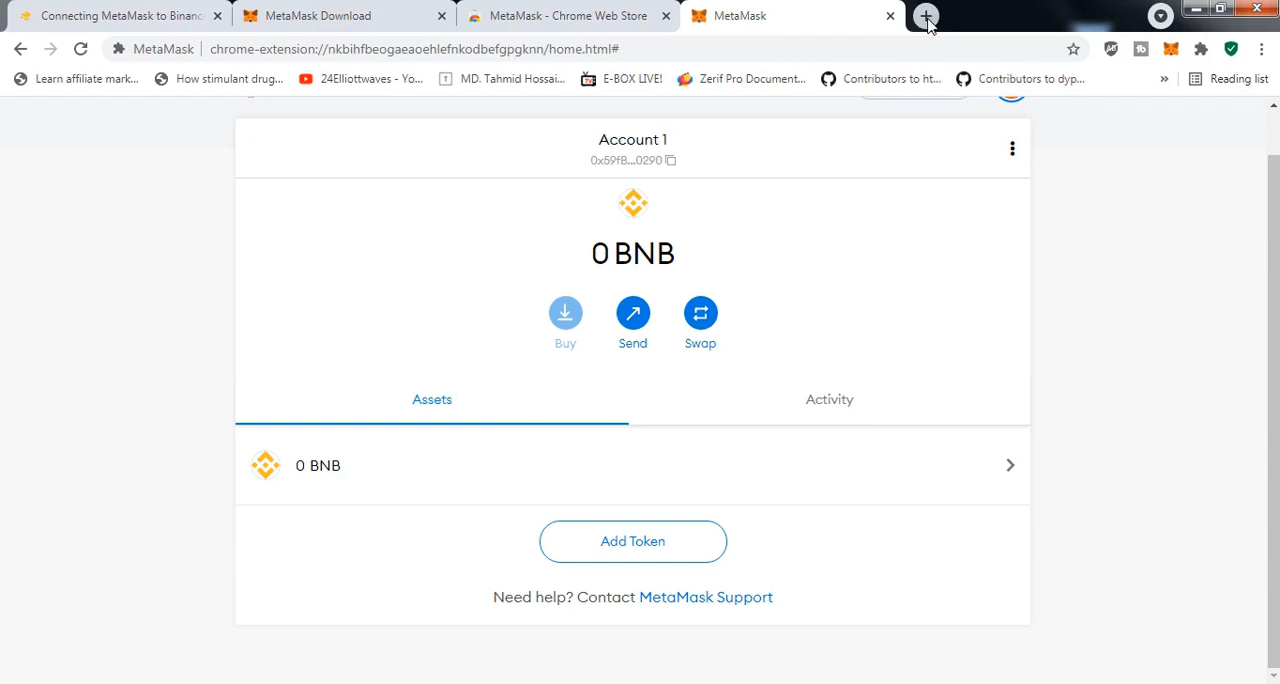 Connecting MetaMask to Binanc
MetaMask Download
MetaMask - Chrome Web Store
MetaMask
MetaMask
chrome-extension://nkbihfbeogaeaoehlefnkodbefgpgknn/home.html#
Learn affiliate mark...
How stimulant drug...
24Elliottwaves - Yo...
MD. Tahmid Hossai...
E-BOX LIVE!
Zerif Pro Document...
Contributors to ht...
Contributors to dyp...
»
Reading list
Account 1
0x59fB...0290
0 BNB
Buy
Send
Swap
Assets
Activity
0 BNB
Add Token
Need help? Contact MetaMask Support